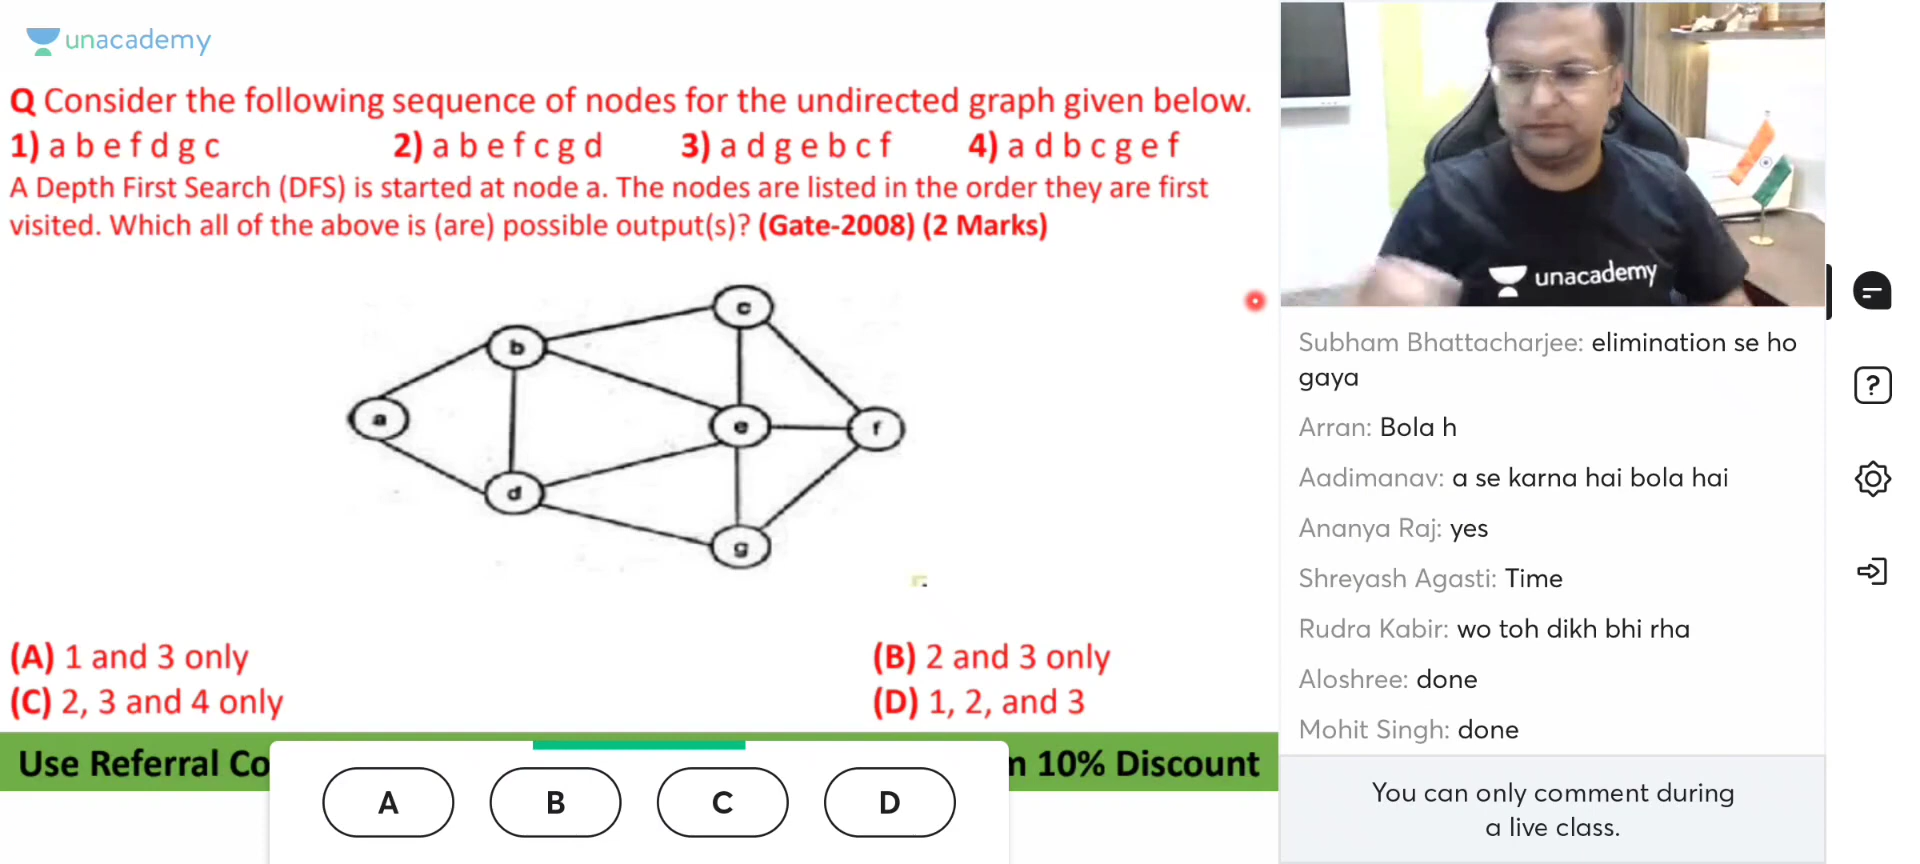 unacademy
Q Consider the following sequence of nodes for the undirected graph given below.
1) a b e f d g c 2) a b e f c g d 3) a d g e b c f 4) a d b c g e f
A Depth First Search (DFS) is started at node a. The nodes are listed in the order they are first
visited. Which all of the above is (are) possible output(s)? (Gate-2008) (2 Marks)
c
b
a
e
f
d
g
(A) 1 and 3 only (B) 2 and 3 only
(C) 2, 3 and 4 only (D) 1, 2, and 3
Use Referral Co
10% Discount
A B C D
unacademy
Subham Bhattacharjee: elimination se ho
gaya
Arran: Bola h
Aadimanav: a se karna hai bola hai
Ananya Raj: yes
Shreyash Agasti: Time
Rudra Kabir: wo toh dikh bhi rha
Aloshree: done
Mohit Singh: done
You can only comment during
a live class.
?